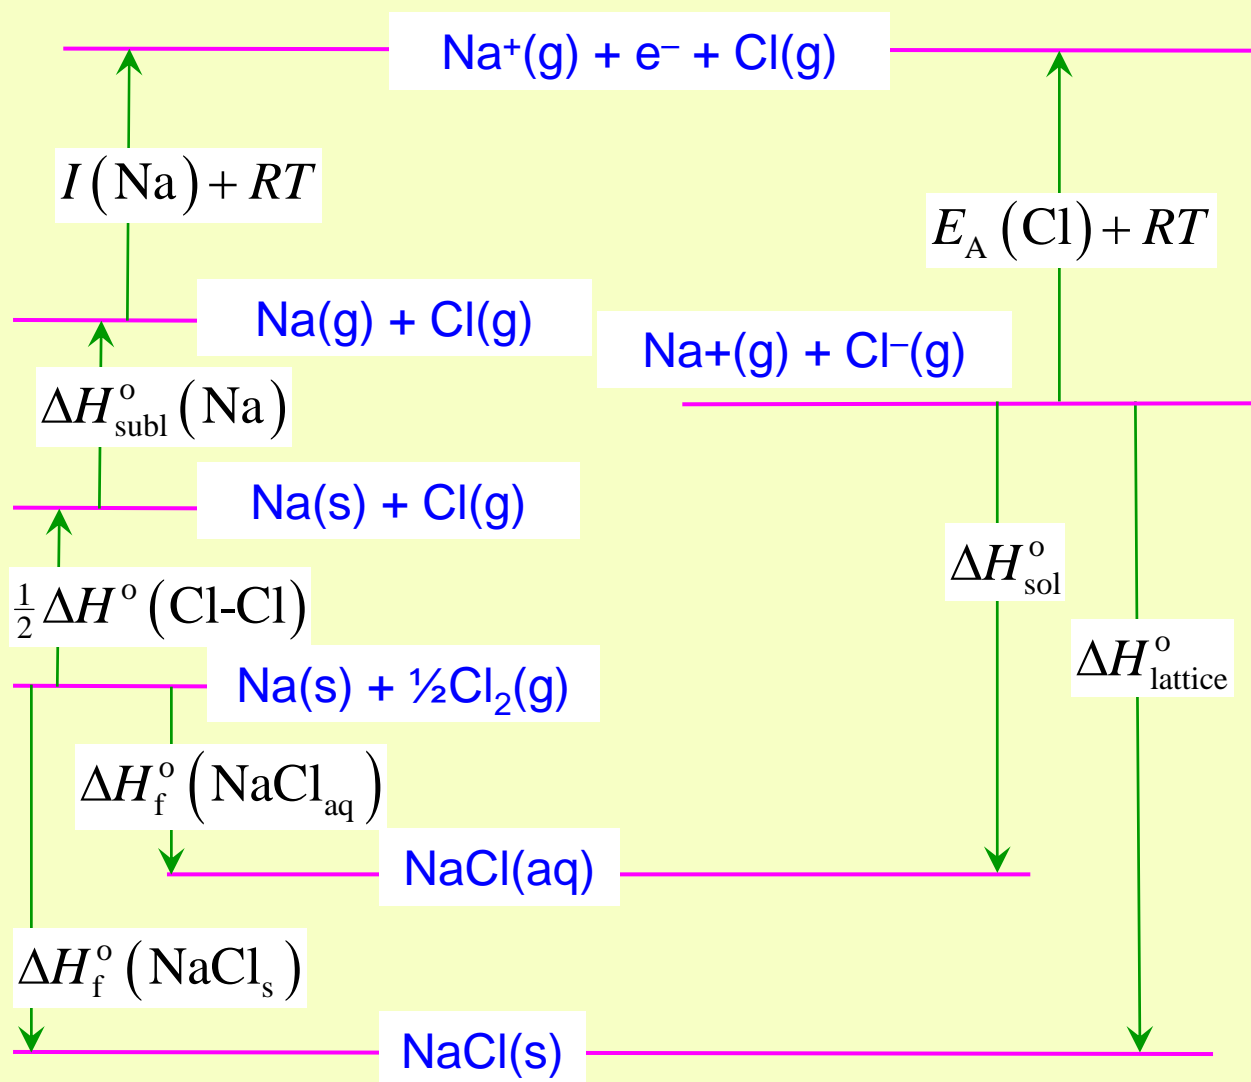 Na⁺(g) + e⁻ + Cl(g)
I(Na) + RT
E_A(Cl) + RT
Na(g) + Cl(g)
Na+(g) + Cl⁻(g)
ΔH°_subl(Na)
Na(s) + Cl(g)
ΔH°_sol
½ΔH°(Cl-Cl)
ΔH°_lattice
Na(s) + ½Cl₂(g)
ΔH°_f(NaCl_aq)
NaCl(aq)
ΔH°_f(NaCl_s)
NaCl(s)